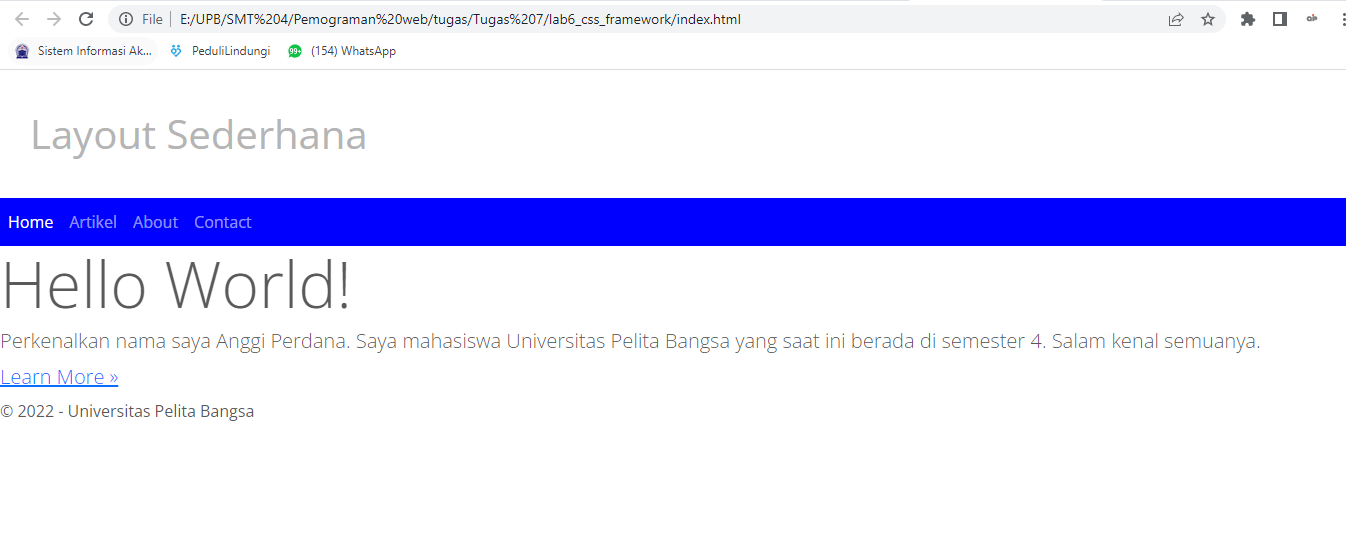 File | E:/UPB/SMT%204/Pemograman%20web/tugas/Tugas%207/lab6_css_framework/index.html
Sistem Informasi Ak... PeduliLindungi 99+ (154) WhatsApp
Layout Sederhana
Home Artikel About Contact
Hello World!
Perkenalkan nama saya Anggi Perdana. Saya mahasiswa Universitas Pelita Bangsa yang saat ini berada di semester 4. Salam kenal semuanya.
Learn More »
© 2022 - Universitas Pelita Bangsa